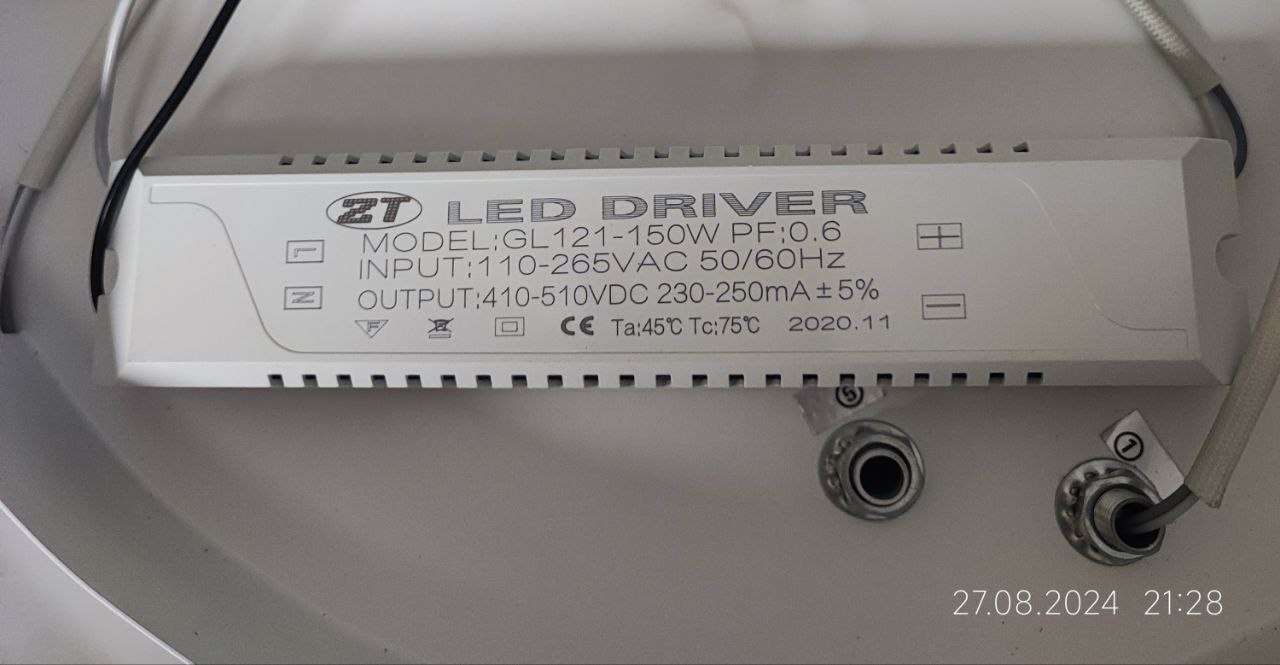 ZT LED DRIVER
MODEL:GL121-150W PF:0.6
L
INPUT:110-265VAC 50/60Hz
N
OUTPUT:410-510VDC 230-250mA±5%
F
CE Ta:45℃ Tc:75℃ 2020.11
5
1
27.08.2024 21:28